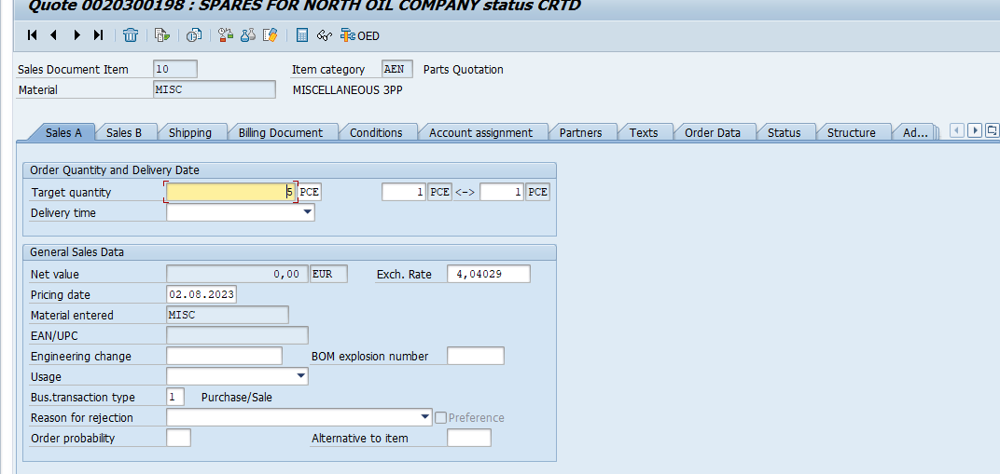 Quote 0020300198 : SPARES FOR NORTH OIL COMPANY status CRTD
OED
Sales Document Item 10 Item category AEN Parts Quotation
Material MISC MISCELLANEOUS 3PP
Sales A Sales B Shipping Billing Document Conditions Account assignment Partners Texts Order Data Status Structure Ad...
Order Quantity and Delivery Date
Target quantity 5 PCE 1 PCE <-> 1 PCE
Delivery time
General Sales Data
Net value 0,00 EUR Exch. Rate 4,04029
Pricing date 02.08.2023
Material entered MISC
EAN/UPC
Engineering change BOM explosion number
Usage
Bus.transaction type 1 Purchase/Sale
Reason for rejection Preference
Order probability Alternative to item